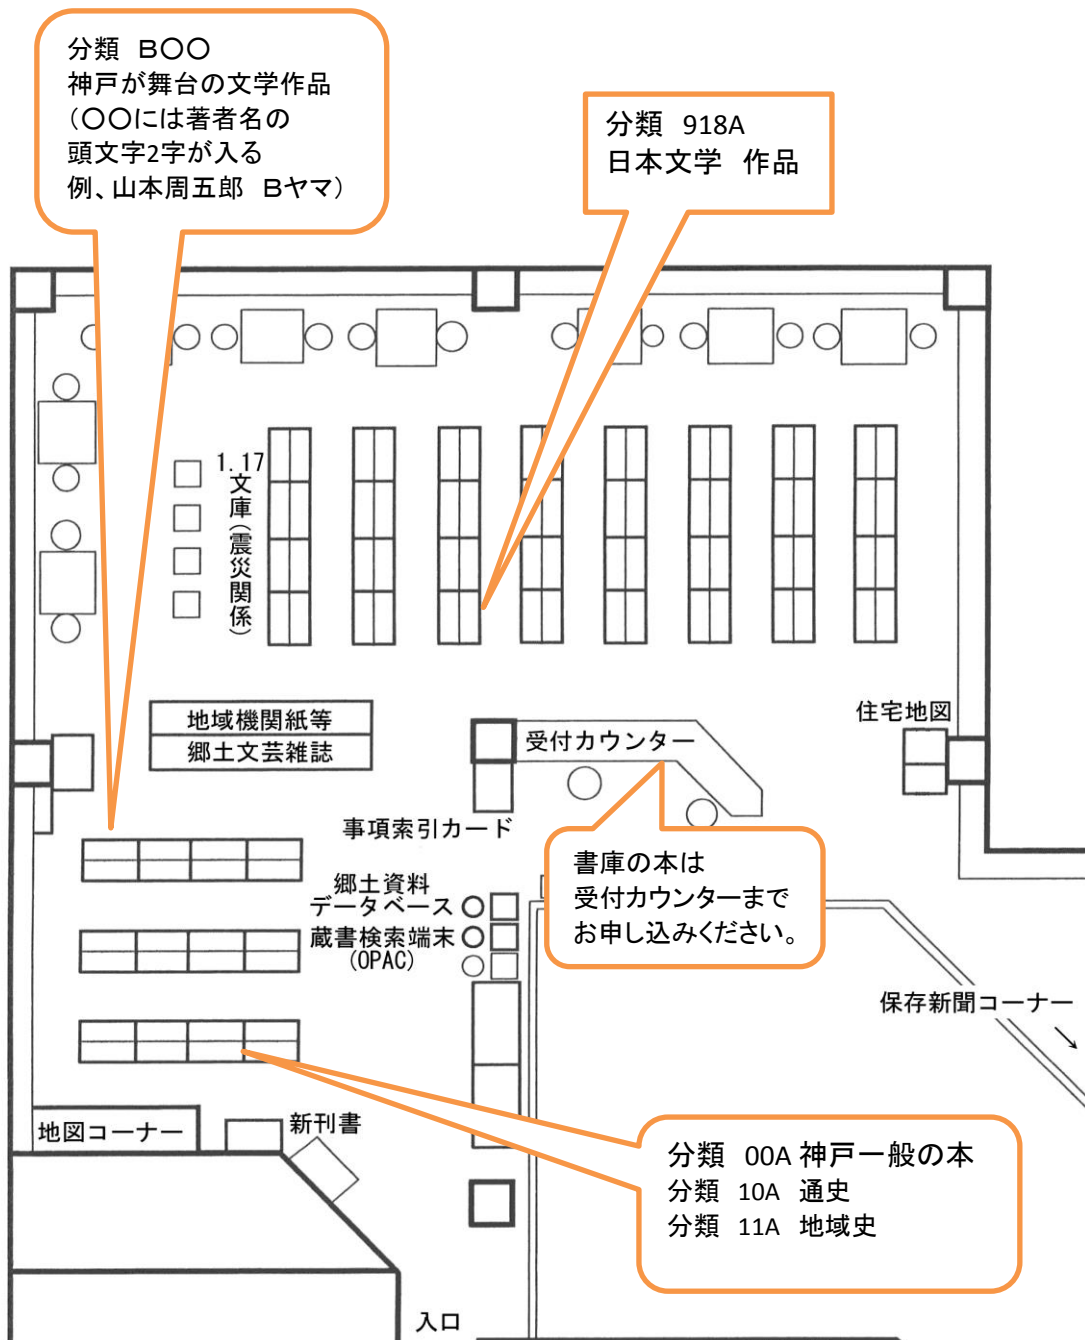 分類 B〇〇
神戸が舞台の文学作品
(〇〇には著者名の
頭文字2字が入る
例、山本周五郎 Bヤマ)
分類 918A
日本文学 作品
1.17
文庫(震災関係)
地域機関紙等
郷土文芸雑誌
受付カウンター
住宅地図
事項索引カード
書庫の本は
受付カウンターまで
お申し込みください。
郷土資料
データベース
蔵書検索端末
(OPAC)
保存新聞コーナー
→
地図コーナー
新刊書
分類 00A 神戸一般の本
分類 10A 通史
分類 11A 地域史
入口